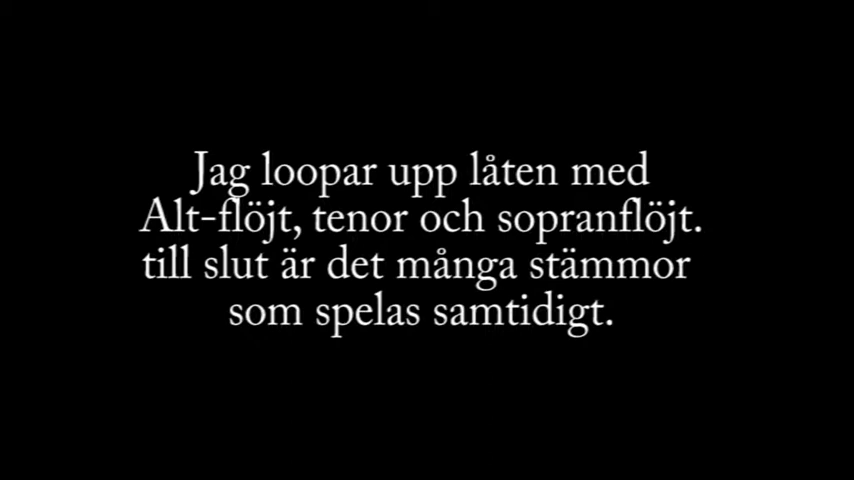 Jag loopar upp låten med
Alt-flöjt, tenor och sopranflöjt.
till slut är det många stämmor
som spelas samtidigt.